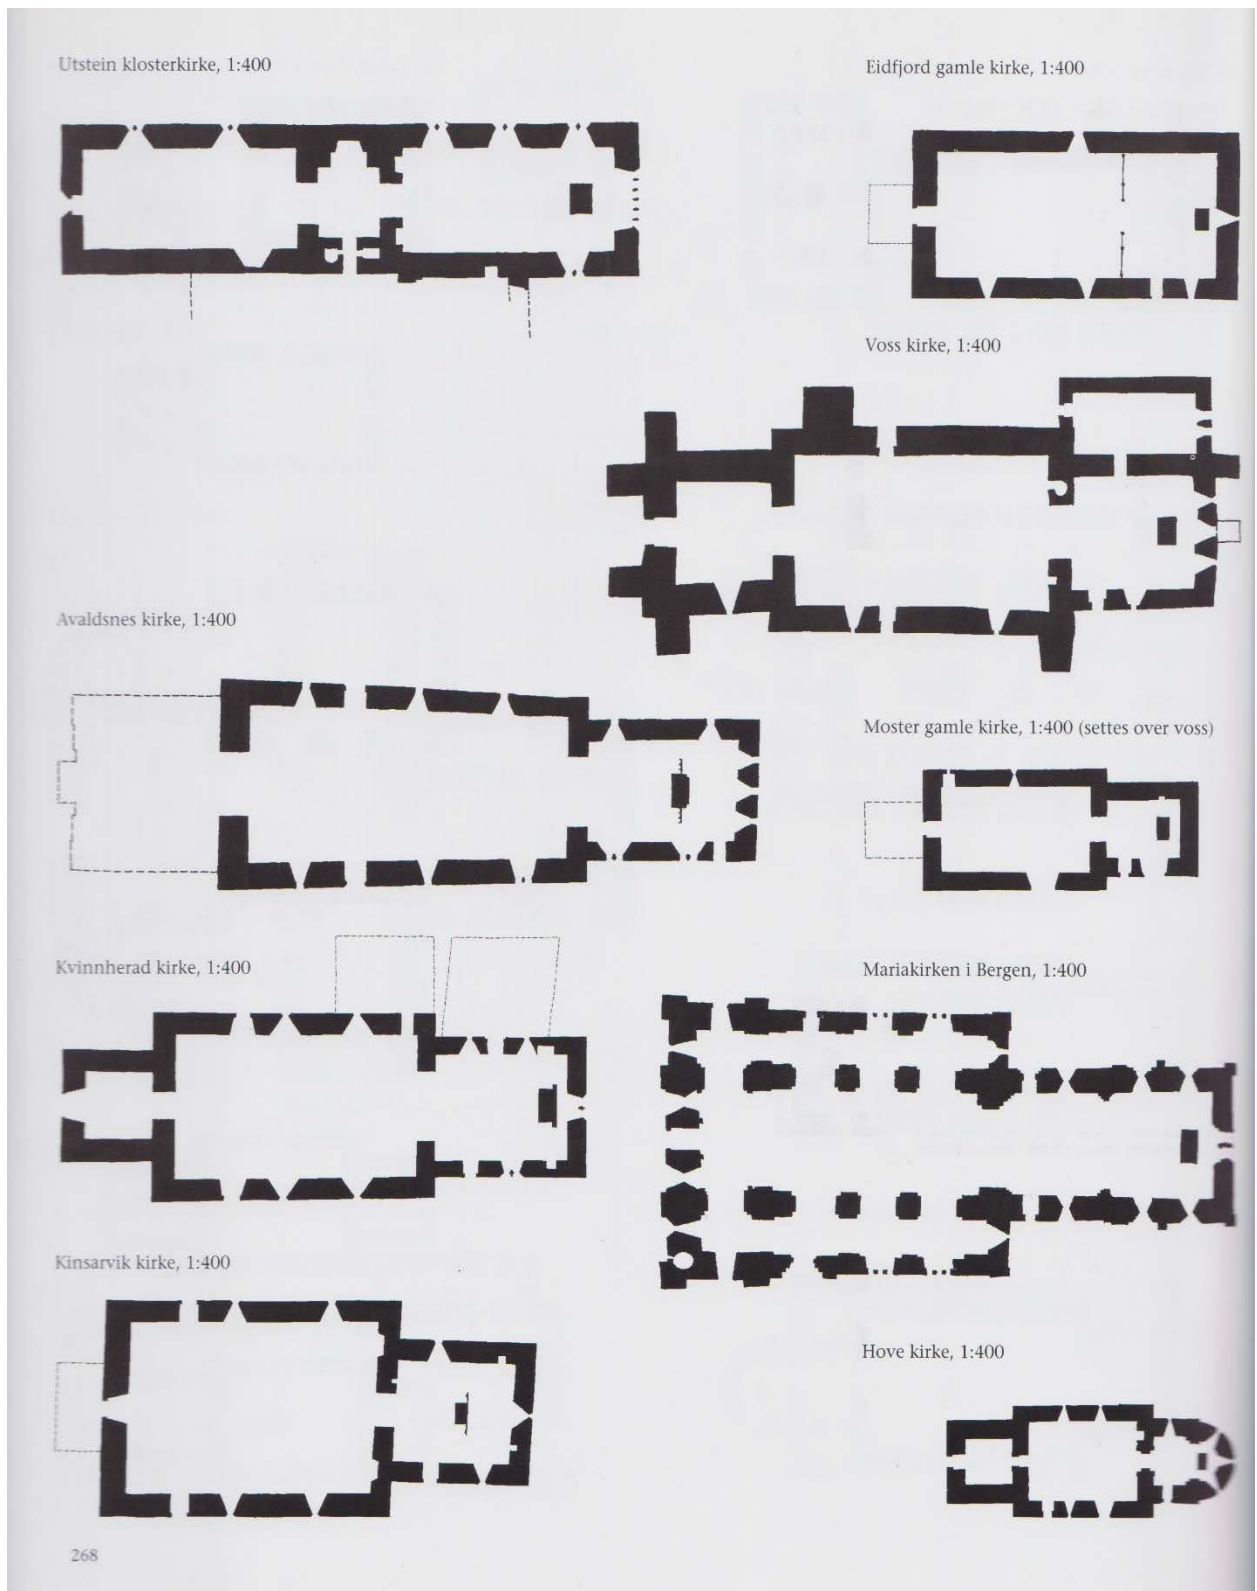 Utstein klosterkirke, 1:400
Eidfjord gamle kirke, 1:400
Voss kirke, 1:400
Avaldsnes kirke, 1:400
Moster gamle kirke, 1:400 (settes over voss)
Kvinnherad kirke, 1:400
Mariakirken i Bergen, 1:400
Kinsarvik kirke, 1:400
Hove kirke, 1:400
268